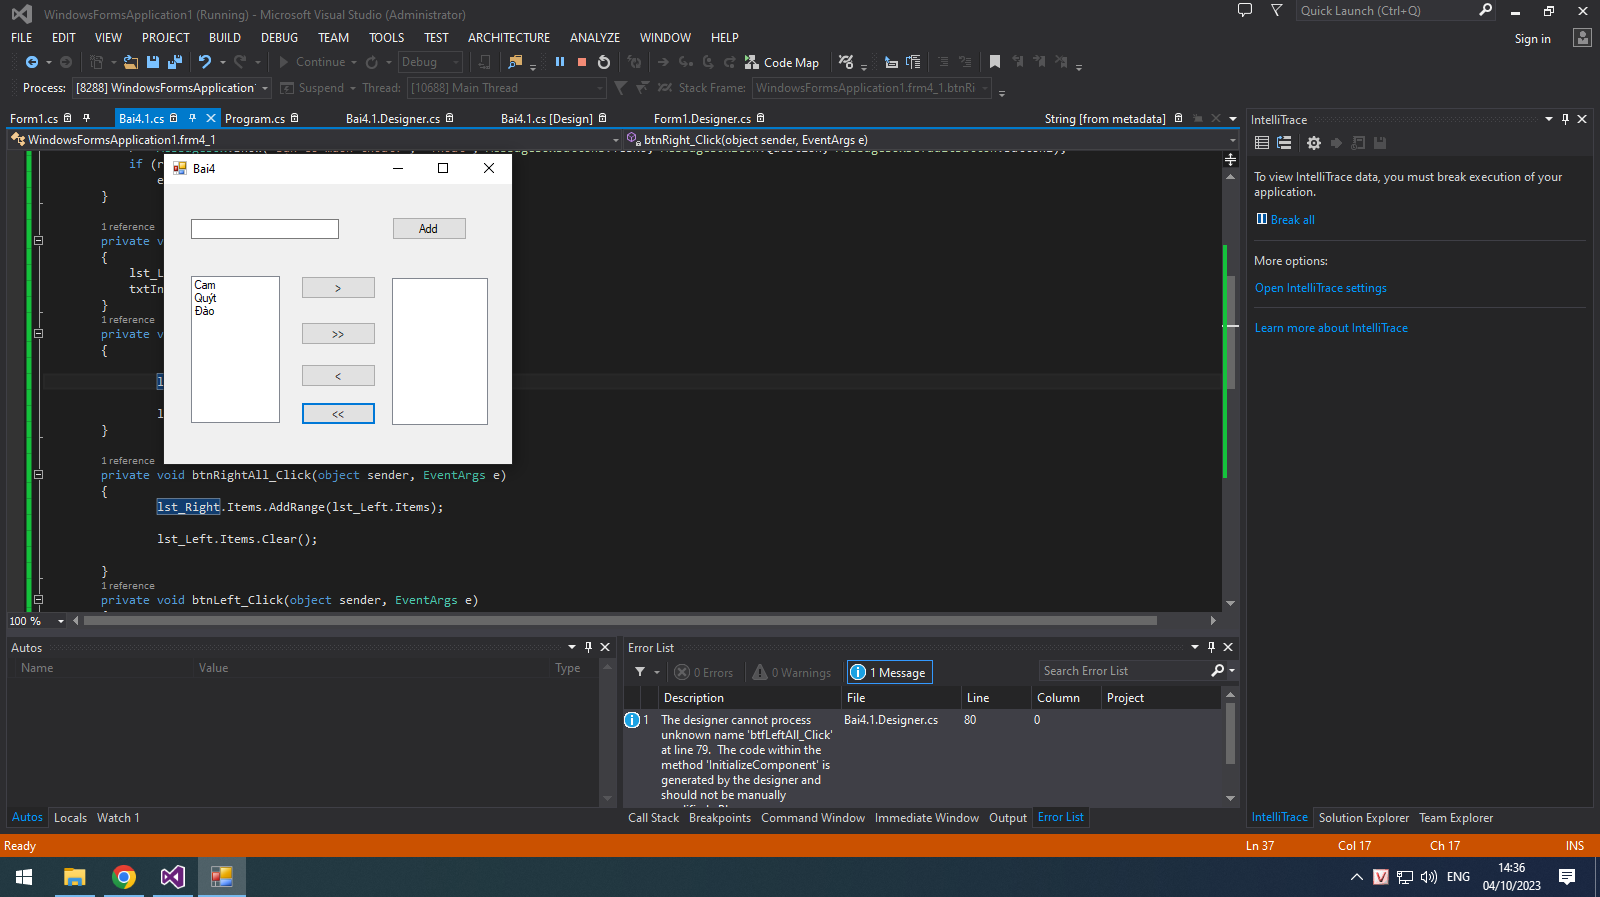 WindowsFormsApplication1 (Running) - Microsoft Visual Studio (Administrator)
Quick Launch (Ctrl+Q)
FILE EDIT VIEW PROJECT BUILD DEBUG TEAM TOOLS TEST ARCHITECTURE ANALYZE WINDOW HELP
Sign in
Continue Debug Code Map
Process: [8288] WindowsFormsApplication Suspend Thread: [10688] Main Thread Stack Frame: WindowsFormsApplication1.frm4_1.btnRi
Form1.cs Bai4.1.cs Program.cs Bai4.1.Designer.cs Bai4.1.cs [Design] Form1.Designer.cs String [from metadata]
WindowsFormsApplication1.frm4_1 btnRight_Click(object sender, EventArgs e)
if (r
e
}
1 reference
private v
{
lst_L
txtIn
}
1 reference
private v
{
l
l
}
1 reference
private void btnRightAll_Click(object sender, EventArgs e)
{
lst_Right.Items.AddRange(lst_Left.Items);
lst_Left.Items.Clear();
}
1 reference
private void btnLeft_Click(object sender, EventArgs e)
100 %
Bai4
Add
Cam
Quýt
Đào
>
>>
<
<<
IntelliTrace
To view IntelliTrace data, you must break execution of your
application.
Break all
More options:
Open IntelliTrace settings
Learn more about IntelliTrace
Autos
Name Value Type
Autos Locals Watch 1
Error List
0 Errors 0 Warnings 1 Message Search Error List
Description File Line Column Project
1 The designer cannot process Bai4.1.Designer.cs 80 0
unknown name 'btfLeftAll_Click'
at line 79. The code within the
method 'InitializeComponent' is
generated by the designer and
should not be manually
Call Stack Breakpoints Command Window Immediate Window Output Error List
IntelliTrace Solution Explorer Team Explorer
Ready Ln 37 Col 17 Ch 17 INS
ENG
14:36
04/10/2023